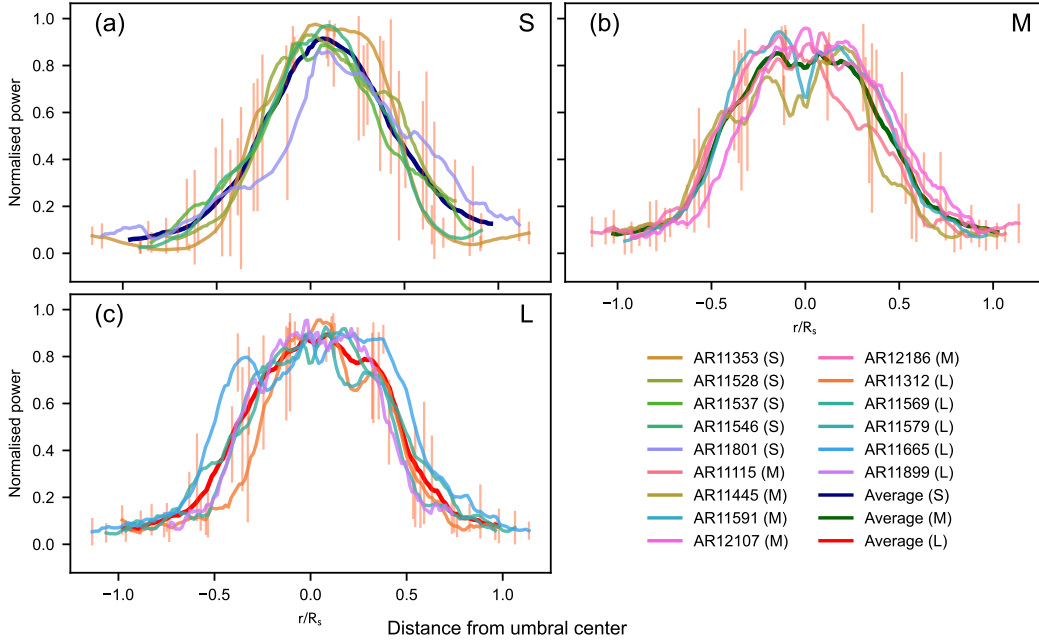 (a) S
(b) M
Normalised power
1.0
0.8
0.6
0.4
0.2
0.0
−1.0 −0.5 0.0 0.5 1.0
r/Rs
(c) L
Normalised power
1.0
0.8
0.6
0.4
0.2
0.0
−1.0 −0.5 0.0 0.5 1.0
r/Rs
Distance from umbral center
AR11353 (S) AR12186 (M)
AR11528 (S) AR11312 (L)
AR11537 (S) AR11569 (L)
AR11546 (S) AR11579 (L)
AR11801 (S) AR11665 (L)
AR11115 (M) AR11899 (L)
AR11445 (M) Average (S)
AR11591 (M) Average (M)
AR12107 (M) Average (L)